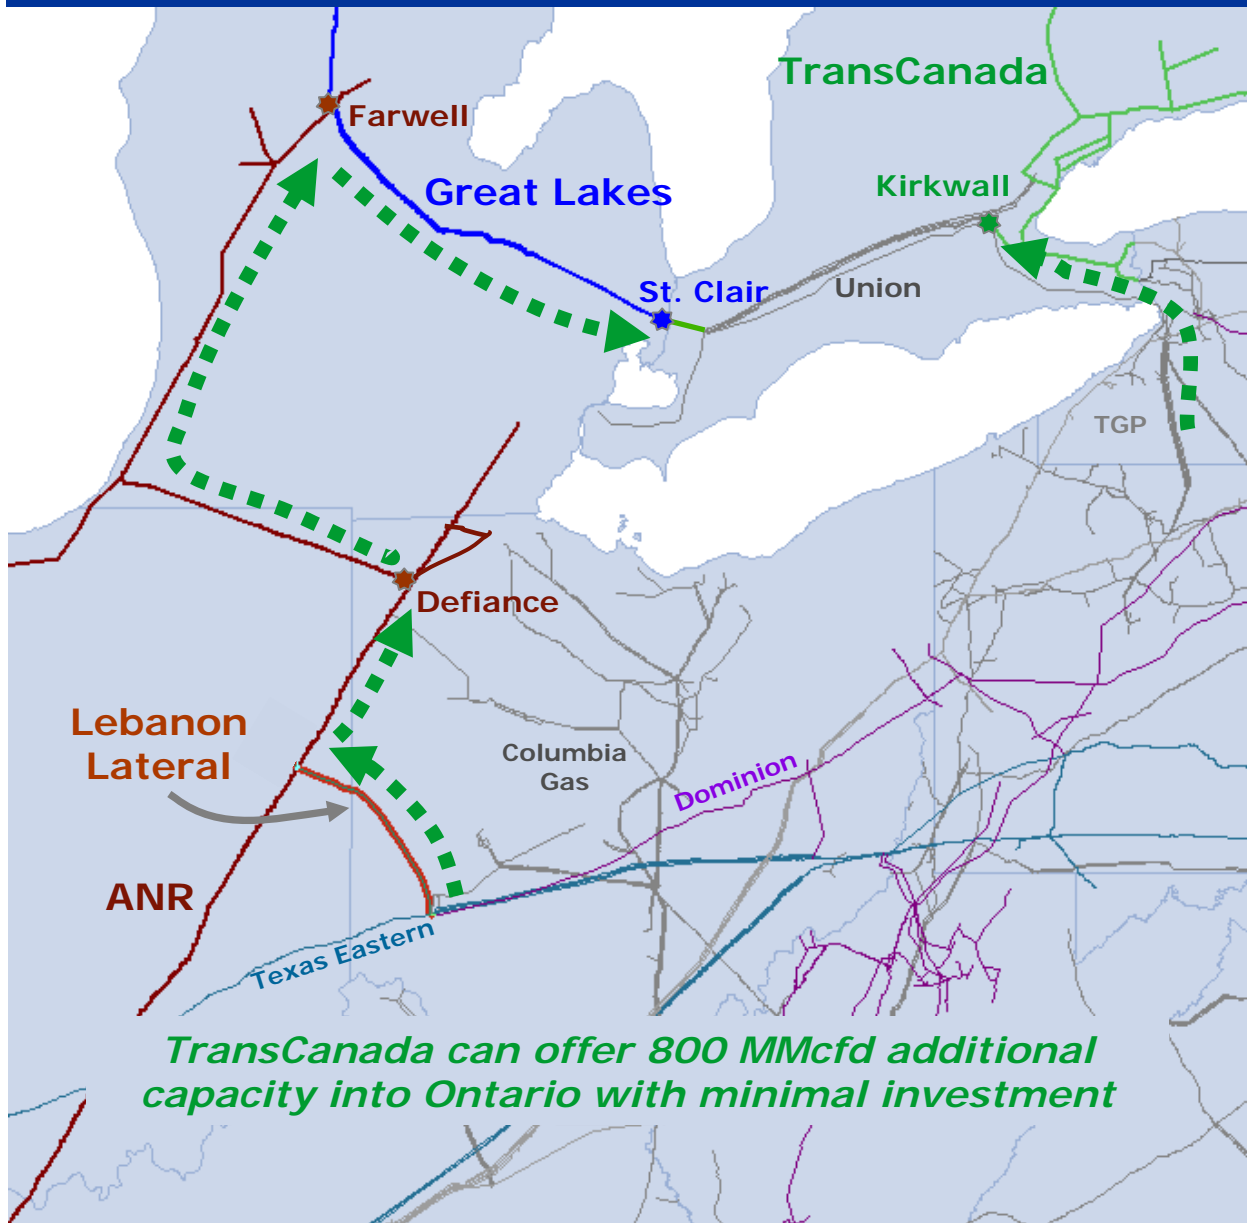 TransCanada
Farwell
Kirkwall
Great Lakes
St. Clair
Union
TGP
Defiance
Lebanon
Lateral
Columbia
Gas
Dominion
ANR
Texas Eastern
TransCanada can offer 800 MMcfd additional
capacity into Ontario with minimal investment